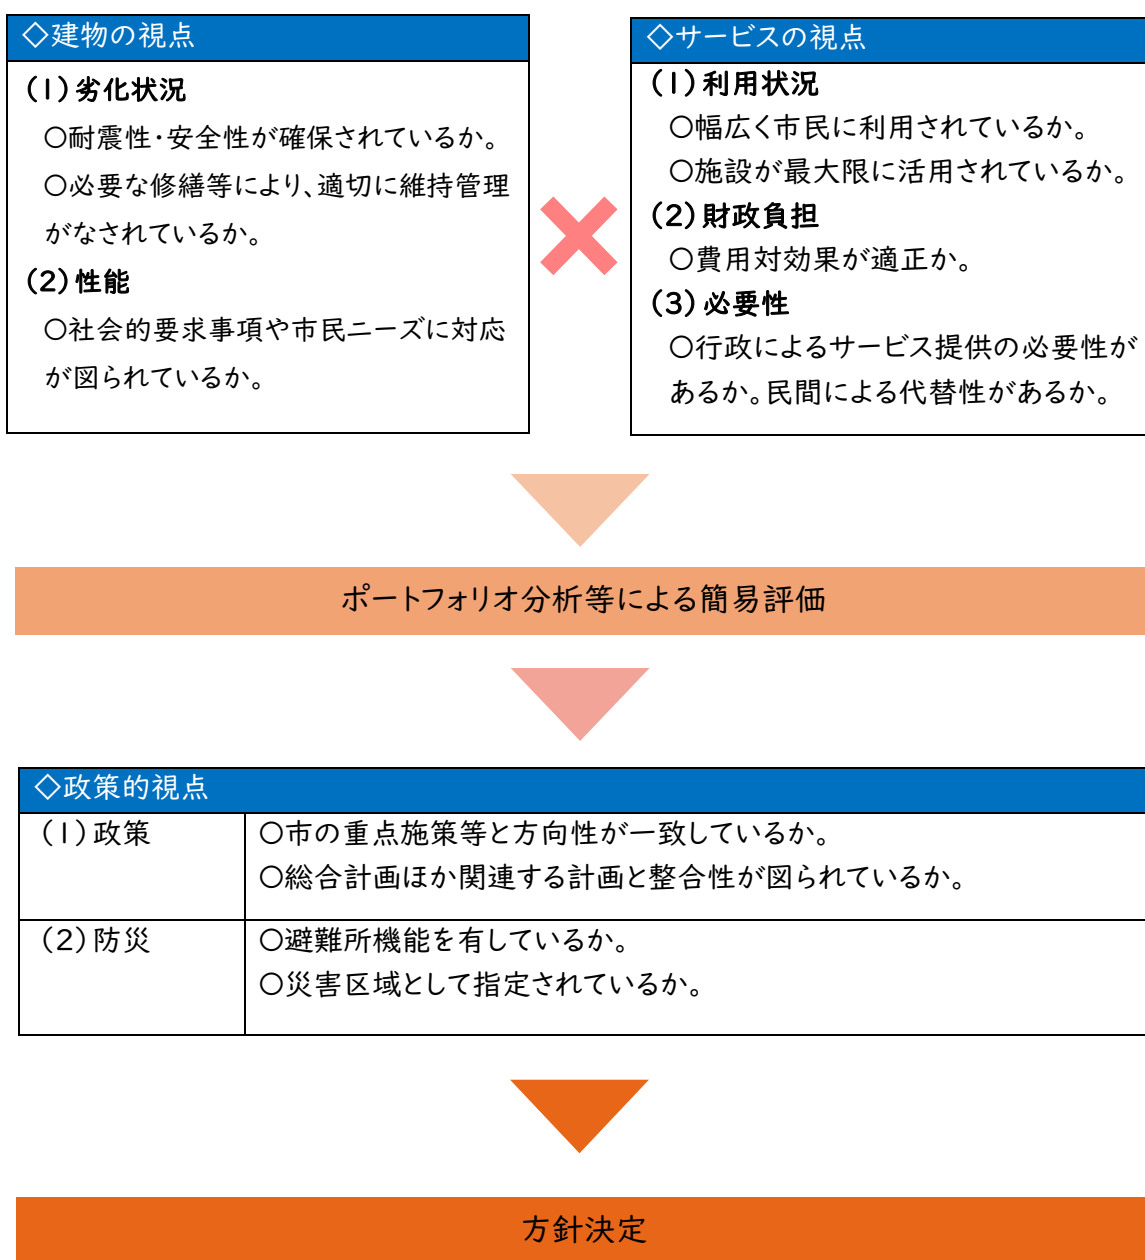 ◇建物の視点
(1)劣化状況
〇耐震性・安全性が確保されているか。
〇必要な修繕等により、適切に維持管理
がなされているか。
(2)性能
〇社会的要求事項や市民ニーズに対応
が図られているか。
◇サービスの視点
(1)利用状況
〇幅広く市民に利用されているか。
〇施設が最大限に活用されているか。
(2)財政負担
〇費用対効果が適正か。
(3)必要性
〇行政によるサービス提供の必要性が
あるか。民間による代替性があるか。
ポートフォリオ分析等による簡易評価
◇政策的視点
(1)政策
〇市の重点施策等と方向性が一致しているか。
〇総合計画ほか関連する計画と整合性が図られているか。
(2)防災
〇避難所機能を有しているか。
〇災害区域として指定されているか。
方針決定